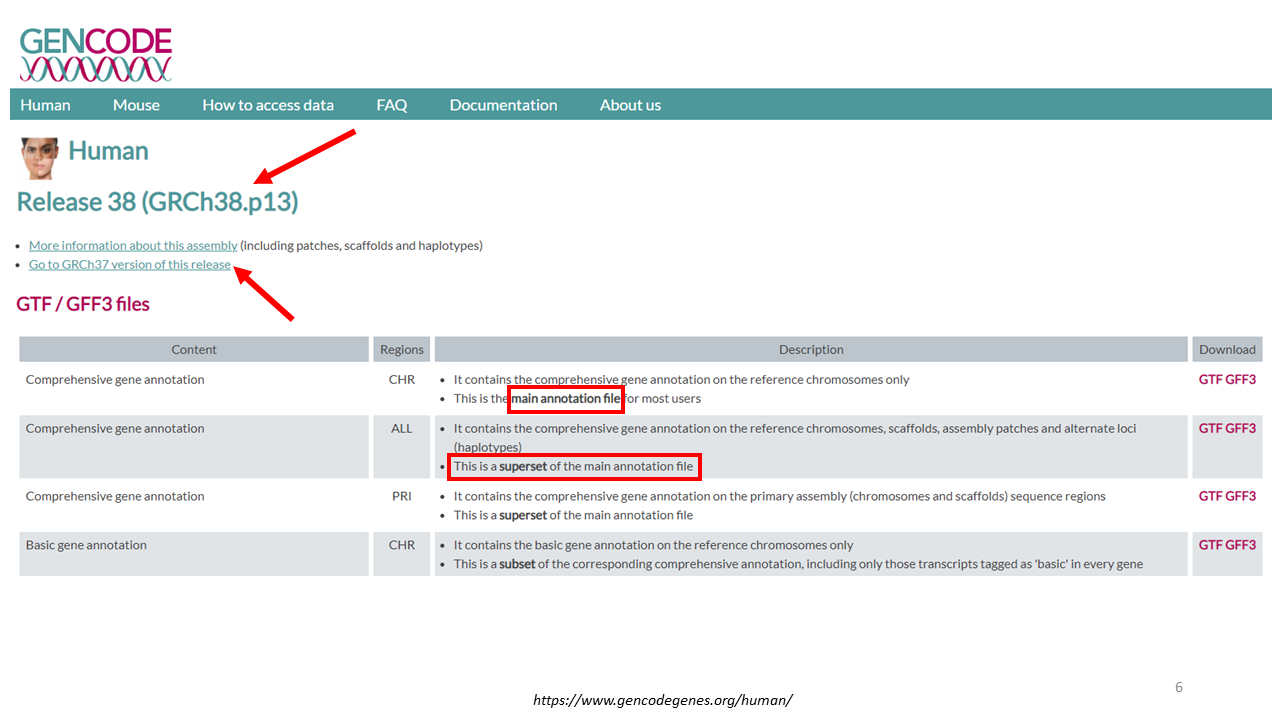 GENCODE
Human Mouse How to access data FAQ Documentation About us
Human
Release 38 (GRCh38.p13)
• More information about this assembly (including patches, scaffolds and haplotypes)
• Go to GRCh37 version of this release
GTF / GFF3 files
Content Regions Description Download
Comprehensive gene annotation CHR • It contains the comprehensive gene annotation on the reference chromosomes only GTF GFF3
• This is the main annotation file for most users
Comprehensive gene annotation ALL • It contains the comprehensive gene annotation on the reference chromosomes, scaffolds, assembly patches and alternate loci GTF GFF3
(haplotypes)
• This is a superset of the main annotation file
Comprehensive gene annotation PRI • It contains the comprehensive gene annotation on the primary assembly (chromosomes and scaffolds) sequence regions GTF GFF3
• This is a superset of the main annotation file
Basic gene annotation CHR • It contains the basic gene annotation on the reference chromosomes only GTF GFF3
• This is a subset of the corresponding comprehensive annotation, including only those transcripts tagged as 'basic' in every gene
6
https://www.gencodegenes.org/human/